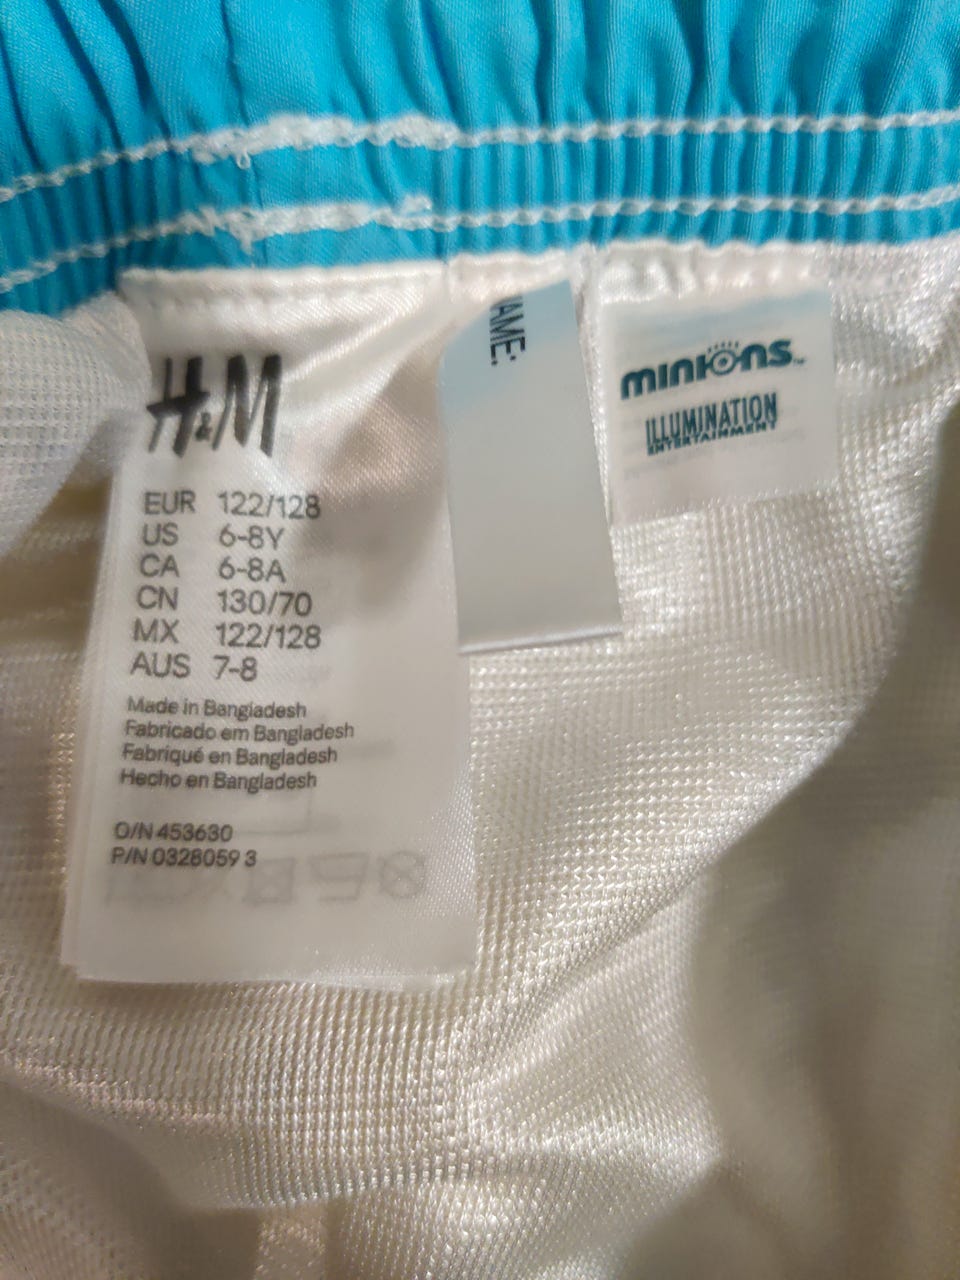 H&M
EUR 122/128
US 6-8Y
CA 6-8A
CN 130/70
MX 122/128
AUS 7-8
Made in Bangladesh
Fabricado em Bangladesh
Fabriqué en Bangladesh
Hecho en Bangladesh
O/N 453630
P/N 0328059 3
AME:
minions™
ILLUMINATION
ENTERTAINMENT